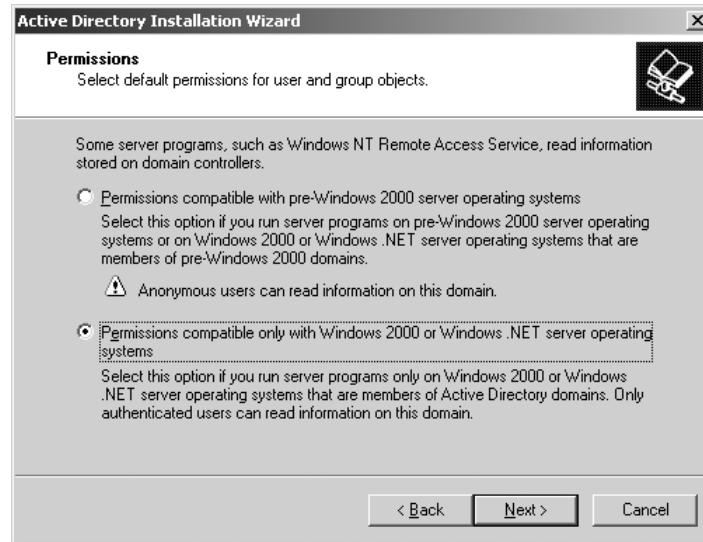 Active Directory Installation Wizard
Permissions
Select default permissions for user and group objects.
Some server programs, such as Windows NT Remote Access Service, read information
stored on domain controllers.
Permissions compatible with pre-Windows 2000 server operating systems
Select this option if you run server programs on pre-Windows 2000 server operating
systems or on Windows 2000 or Windows .NET server operating systems that are
members of pre-Windows 2000 domains.
Anonymous users can read information on this domain.
Permissions compatible only with Windows 2000 or Windows .NET server operating
systems
Select this option if you run server programs only on Windows 2000 or Windows
.NET server operating systems that are members of Active Directory domains. Only
authenticated users can read information on this domain.
< Back
Next >
Cancel